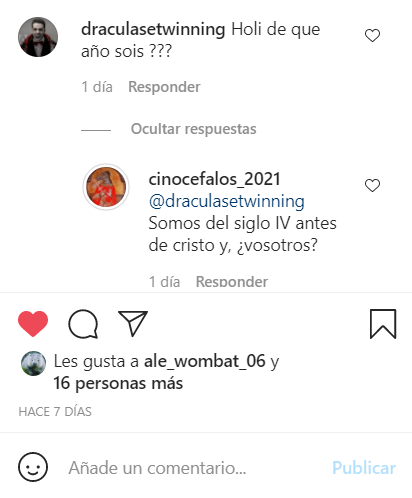 draculasetwinning Holi de que
año sois ???
1 día Responder
Ocultar respuestas
cinocefalos_2021
@draculasetwinning
Somos del siglo IV antes
de cristo y, ¿vosotros?
1 día Responder
Les gusta a ale_wombat_06 y
16 personas más
HACE 7 DÍAS
Añade un comentario... Publicar